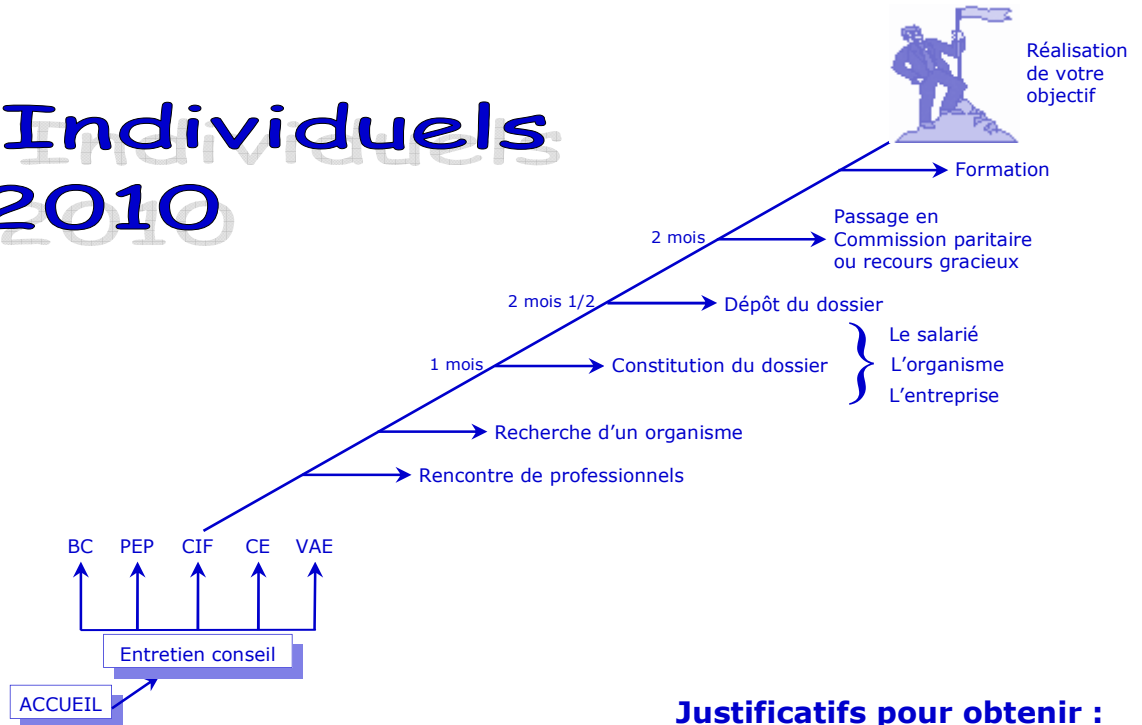 Individuels
2010
Réalisation
de votre
objectif
Formation
2 mois
Passage en
Commission paritaire
ou recours gracieux
2 mois 1/2
Dépôt du dossier
1 mois
Constitution du dossier
}
Le salarié
L'organisme
L'entreprise
Recherche d'un organisme
Rencontre de professionnels
BC PEP CIF CE VAE
Entretien conseil
ACCUEIL
Justificatifs pour obtenir :